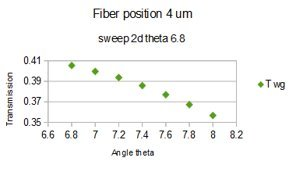 Fiber position 4 um
sweep 2d theta 6.8
Transmission
0.41
0.39
0.37
0.35
6.6 6.8 7 7.2 7.4 7.6 7.8 8 8.2
Angle theta
T wg